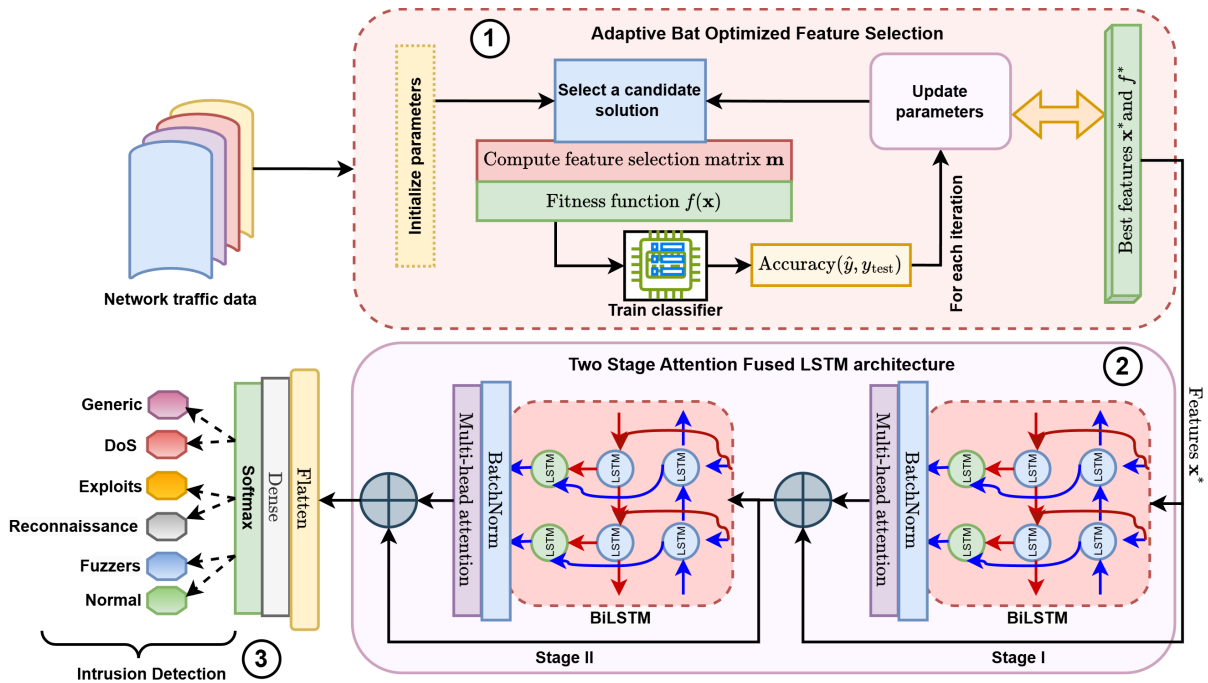 1
Adaptive Bat Optimized Feature Selection
Initialize parameters
Select a candidate
solution
Update
parameters
Compute feature selection matrix m
Fitness function f(x)
Train classifier
Accuracy(ŷ, y_test)
For each iteration
Best features x* and f*
Network traffic data
Features x*
2
Two Stage Attention Fused LSTM architecture
BiLSTM
LSTM
LSTM
LSTM
LSTM
LSTM
LSTM
BatchNorm
Multi-head attention
Stage I
BiLSTM
LSTM
LSTM
LSTM
LSTM
LSTM
LSTM
BatchNorm
Multi-head attention
Stage II
Flatten
Dense
Softmax
Generic
DoS
Exploits
Reconnaissance
Fuzzers
Normal
3
Intrusion Detection